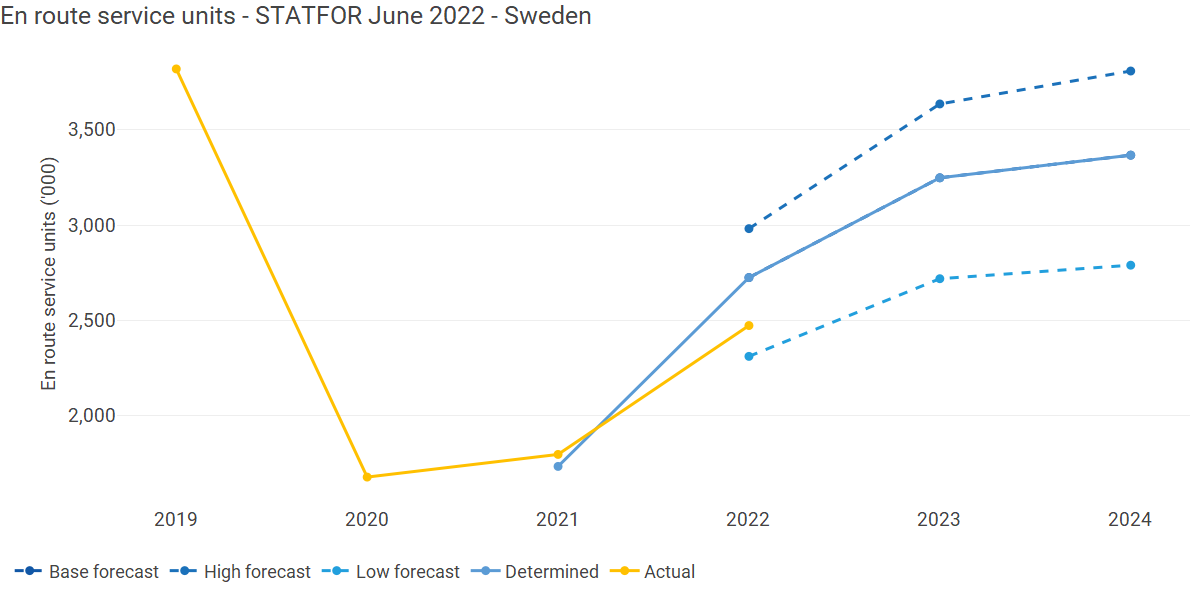 En route service units - STATFOR June 2022 - Sweden
En route service units ('000)
3,500
3,000
2,500
2,000
2019 2020 2021 2022 2023 2024
Base forecast High forecast Low forecast Determined Actual